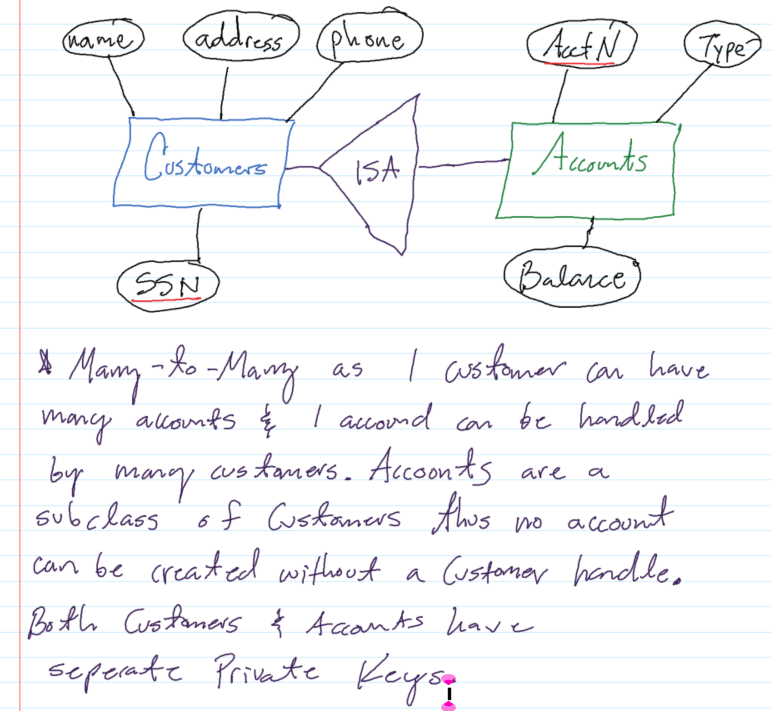 name address phone AcctN Type
Customers ISA Accounts
SSN Balance
* Many-to-Many as 1 customer can have
many accounts & 1 accound can be handled
by many customers. Accounts are a
subclass of Customers thus no account
can be created without a Customer handle.
Both Customers & Accounts have
seperate Private Keys.